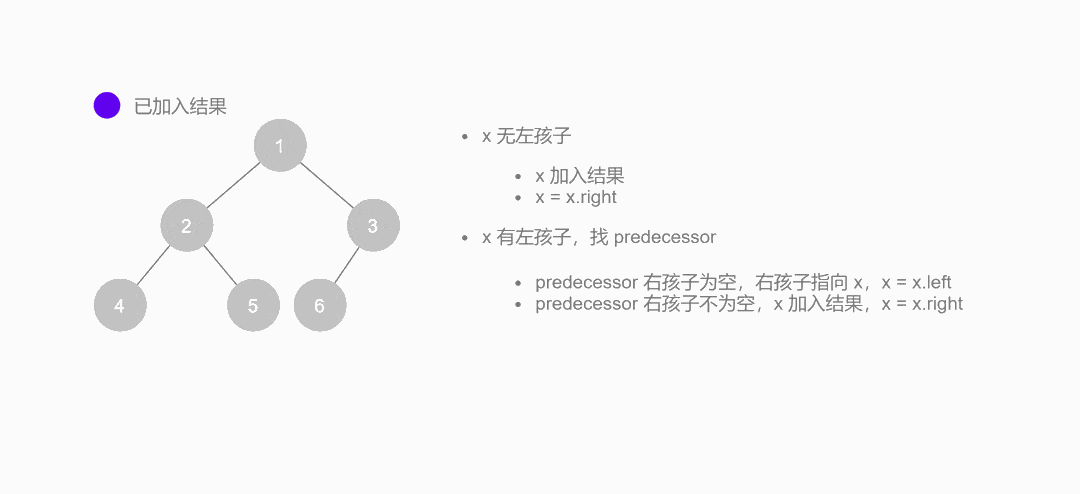 已加入结果
1
2
3
4
5
6
x 无左孩子
x 加入结果
x = x.right
x 有左孩子，找 predecessor
predecessor 右孩子为空，右孩子指向 x，x = x.left
predecessor 右孩子不为空，x 加入结果，x = x.right